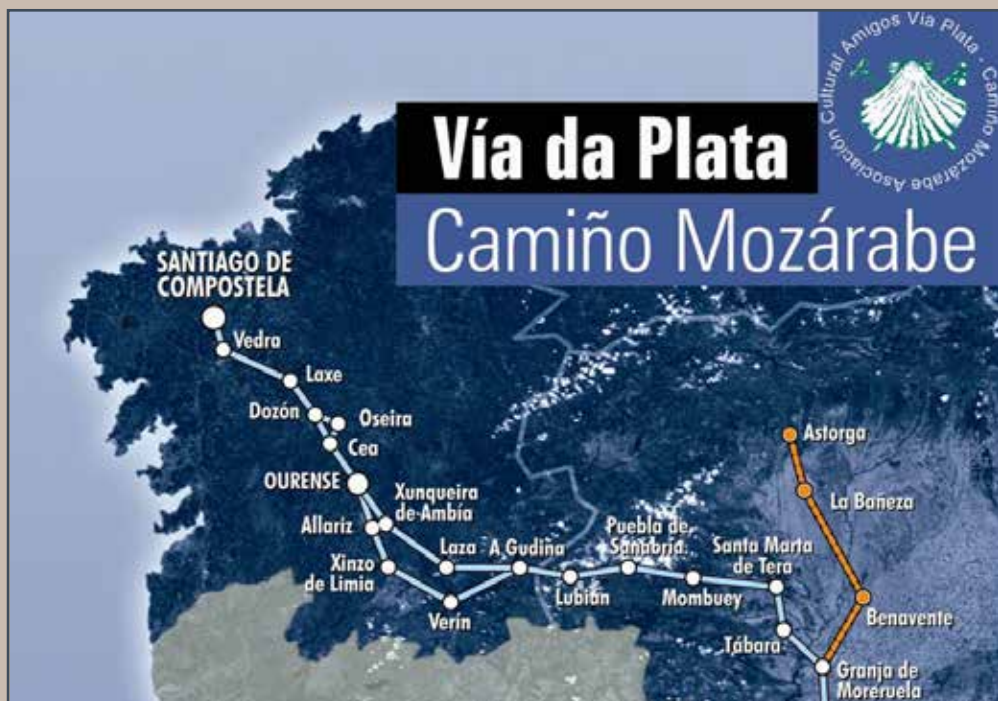 Asociación Cultural Amigos Vía Plata - Camiño Mozárabe
Vía da Plata
Camiño Mozárabe
SANTIAGO DE
COMPOSTELA
Vedra
Laxe
Dozón
Oseira
Cea
OURENSE
Xunqueira
de Ambía
Allariz
Xinzo
de Limia
Laza
Verín
A Gudiña
Lubián
Puebla de
Sanabria
Mombuey
Santa Marta
de Tera
Tábara
Astorga
La Bañeza
Benavente
Granja de
Moreruela